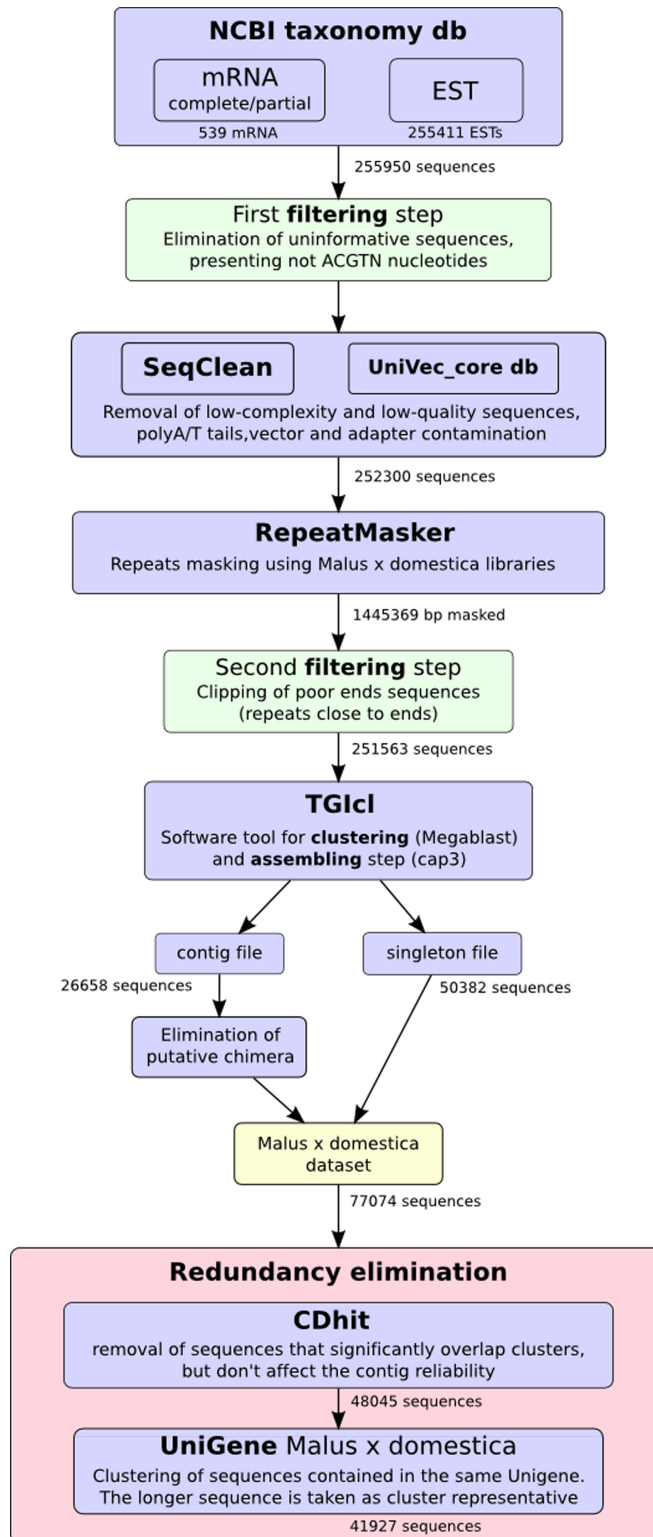 NCBI taxonomy db
mRNA
complete/partial
EST
539 mRNA
255411 ESTs
255950 sequences
First filtering step
Elimination of uninformative sequences,
presenting not ACGTN nucleotides
SeqClean
UniVec_core db
Removal of low-complexity and low-quality sequences,
polyA/T tails,vector and adapter contamination
252300 sequences
RepeatMasker
Repeats masking using Malus x domestica libraries
1445369 bp masked
Second filtering step
Clipping of poor ends sequences
(repeats close to ends)
251563 sequences
TGIcl
Software tool for clustering (Megablast)
and assembling step (cap3)
contig file
singleton file
26658 sequences
50382 sequences
Elimination of
putative chimera
Malus x domestica
dataset
77074 sequences
Redundancy elimination
CDhit
removal of sequences that significantly overlap clusters,
but don't affect the contig reliability
48045 sequences
UniGene Malus x domestica
Clustering of sequences contained in the same Unigene.
The longer sequence is taken as cluster representative
41927 sequences